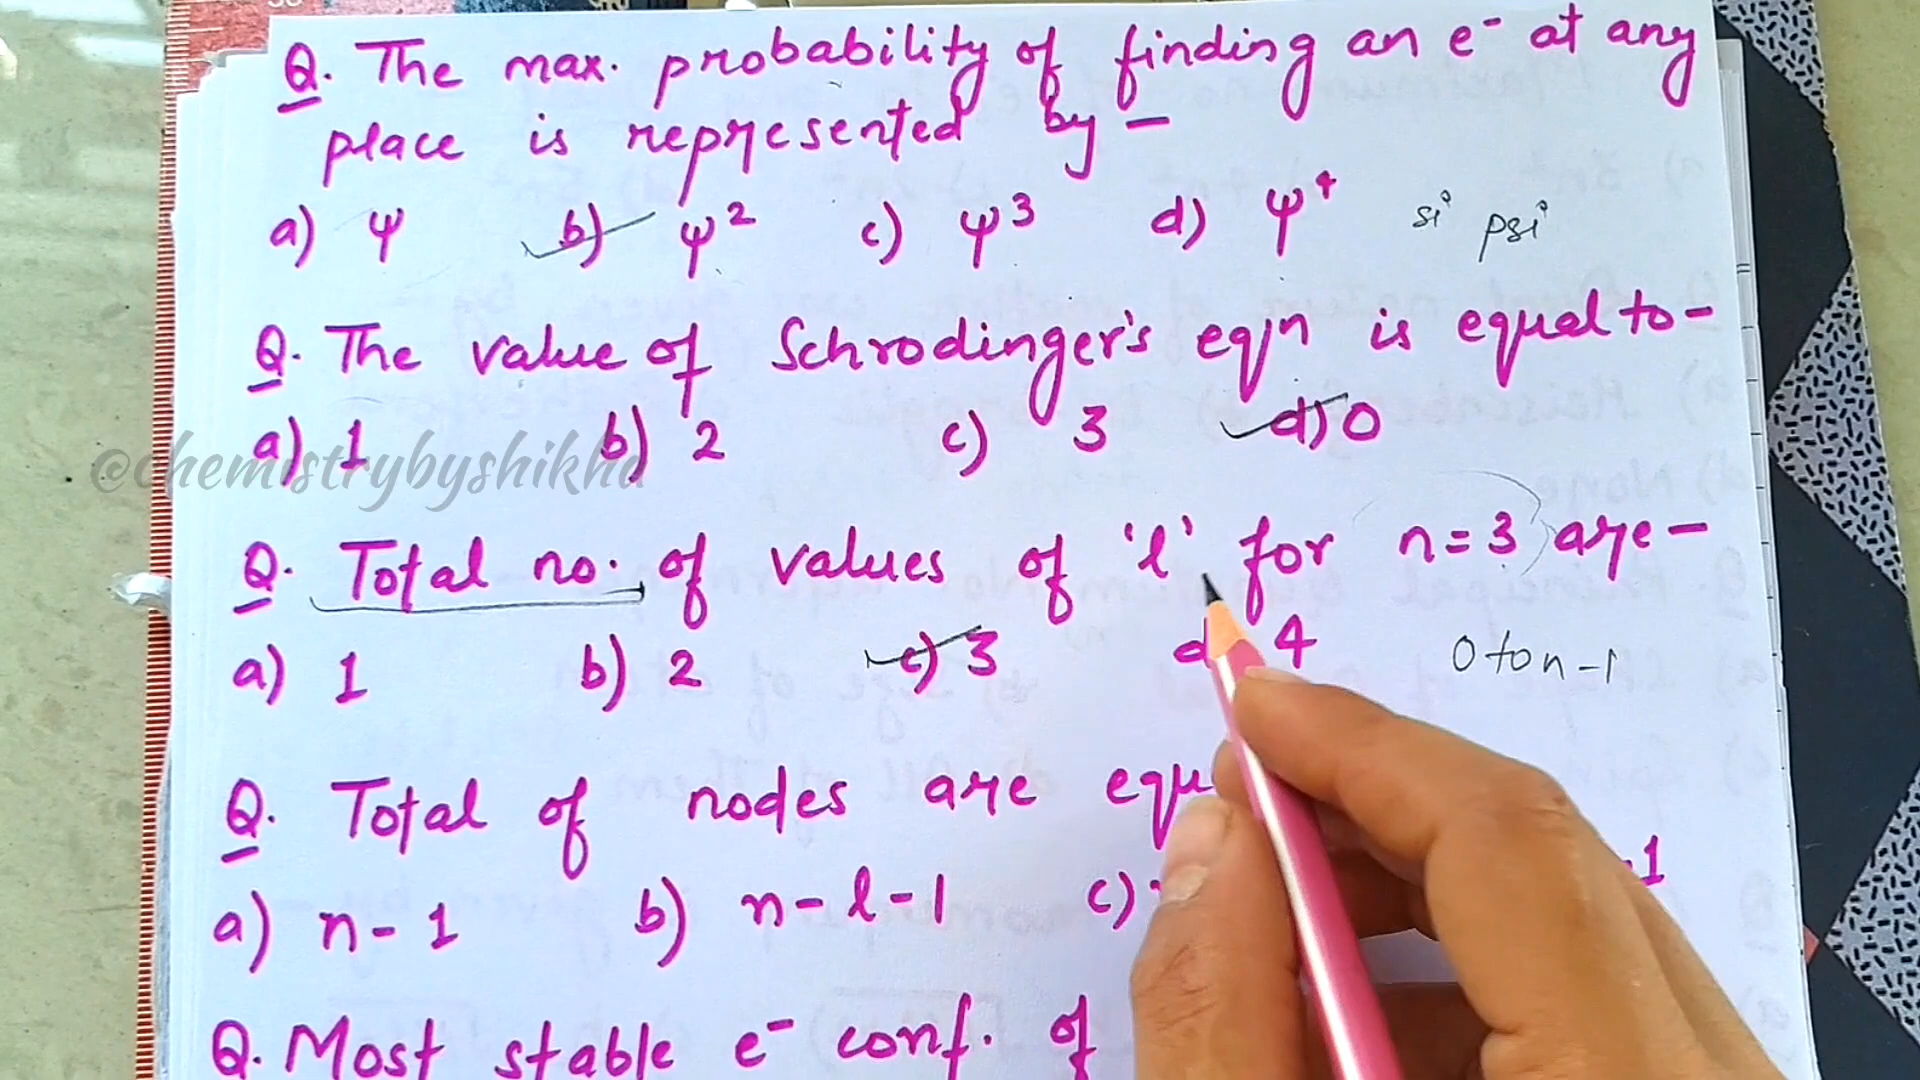 Q. The max. probability of finding an e⁻ at any
place is represented by –
a) ψ b) ψ² c) ψ³ d) ψ⁴ si psi
Q. The value of Schrodinger's eqⁿ is equal to –
a) 1 b) 2 c) 3 d) 0
@chemistrybyshikha
Q. Total no. of values of 'l' for n = 3 are –
a) 1 b) 2 c) 3 d 4 0 to n – 1
Q. Total of nodes are
a) n – 1 b) n – l – 1 c) – 1
Q. Most stable e⁻ conf. of